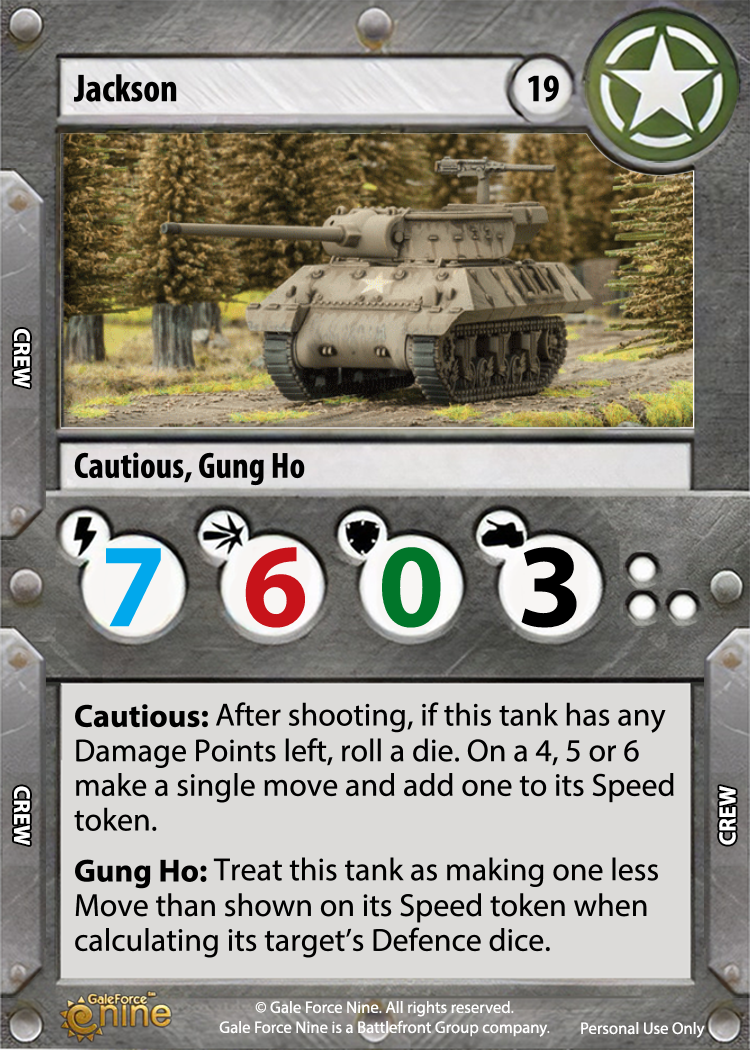 Jackson
19
CREW
Cautious, Gung Ho
7 6 0 3
Cautious: After shooting, if this tank has any
Damage Points left, roll a die. On a 4, 5 or 6
make a single move and add one to its Speed
token.
CREW
CREW
Gung Ho: Treat this tank as making one less
Move than shown on its Speed token when
calculating its target's Defence dice.
GaleForce™
nine
© Gale Force Nine. All rights reserved.
Gale Force Nine is a Battlefront Group company.
Personal Use Only